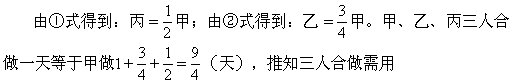 由①式得到：丙=1/2甲；由②式得到：乙=3/4甲。甲、乙、丙三人合
做一天等于甲做1+3/4+1/2=9/4（天），推知三人合做需用